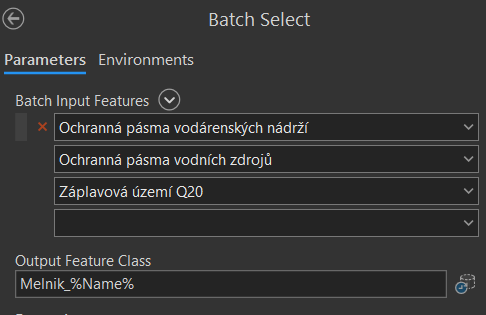 Batch Select
Parameters Environments
Batch Input Features
Ochranná pásma vodárenských nádrží
Ochranná pásma vodních zdrojů
Záplavová území Q20
Output Feature Class
Melnik_%Name%